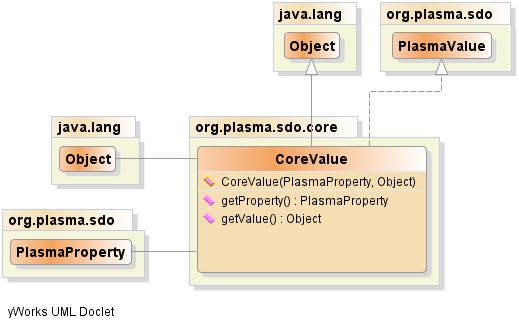 java.lang
org.plasma.sdo
Object
PlasmaValue
java.lang
org.plasma.sdo.core
Object
CoreValue
CoreValue(PlasmaProperty, Object)
getProperty() : PlasmaProperty
getValue() : Object
org.plasma.sdo
PlasmaProperty
yWorks UML Doclet